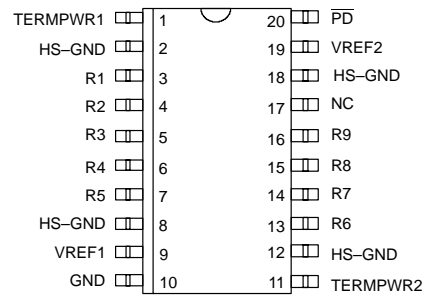 TERMPWR1 1 20 PD
HS–GND 2 19 VREF2
R1 3 18 HS–GND
R2 4 17 NC
R3 5 16 R9
R4 6 15 R8
R5 7 14 R7
HS–GND 8 13 R6
VREF1 9 12 HS–GND
GND 10 11 TERMPWR2